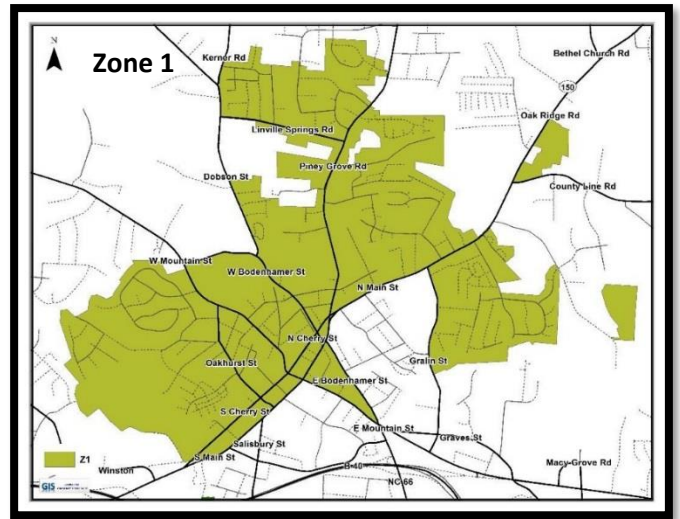 N
Zone 1
Kerner Rd
Bethel Church Rd
150
Oak Ridge Rd
Linville Springs Rd
Piney Grove Rd
Dobson St
County Line Rd
W Mountain St
W Bodenhamer St
N Main St
N Cherry St
Oakhurst St
Gralin St
E Bodenhamer St
S Cherry St
E Mountain St
Graves St
Salisbury St
S Main St
Z1
Winston
Macy Grove Rd
NC 66
GIS